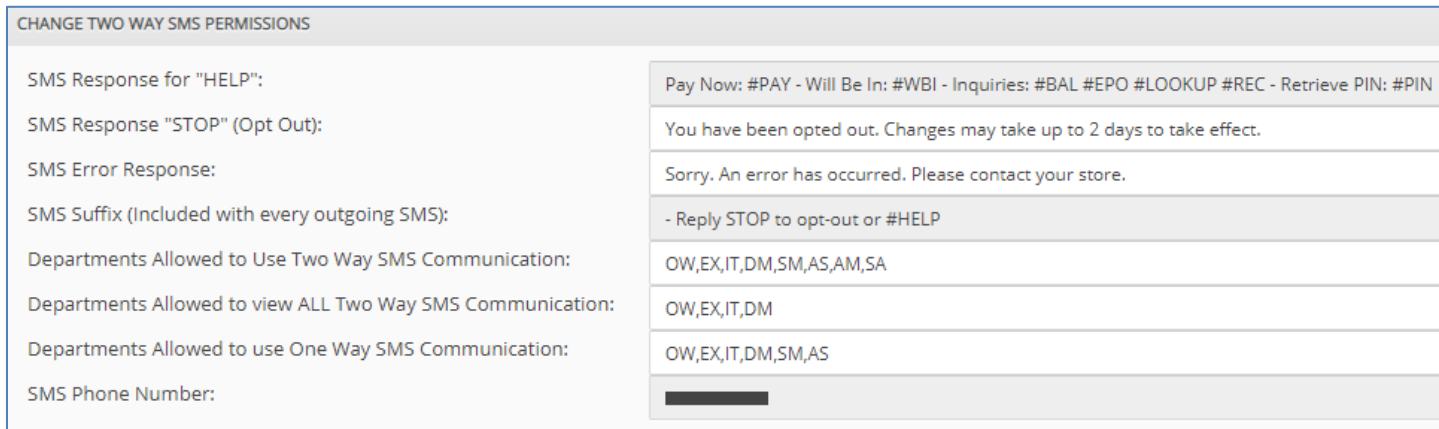 CHANGE TWO WAY SMS PERMISSIONS
SMS Response for "HELP": Pay Now: #PAY - Will Be In: #WBI - Inquiries: #BAL #EPO #LOOKUP #REC - Retrieve PIN: #PIN
SMS Response "STOP" (Opt Out): You have been opted out. Changes may take up to 2 days to take effect.
SMS Error Response: Sorry. An error has occurred. Please contact your store.
SMS Suffix (Included with every outgoing SMS): - Reply STOP to opt-out or #HELP
Departments Allowed to Use Two Way SMS Communication: OW,EX,IT,DM,SM,AS,AM,SA
Departments Allowed to view ALL Two Way SMS Communication: OW,EX,IT,DM
Departments Allowed to use One Way SMS Communication: OW,EX,IT,DM,SM,AS
SMS Phone Number: